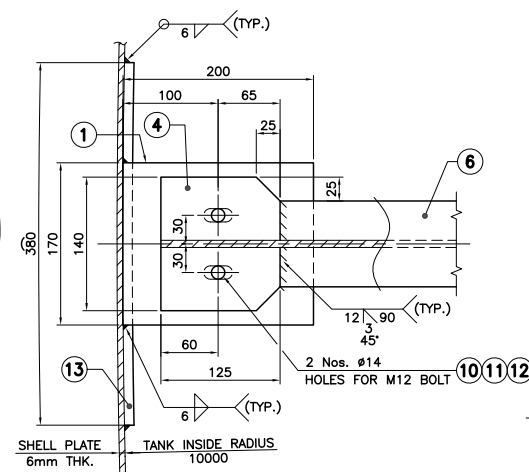 6 (TYP.)
200
100 65
25
1 4 6
25
380
170
140
30
30
12 90 (TYP.)
3
45°
60
125
2 Nos. ø14
HOLES FOR M12 BOLT 10 11 12
13
6 (TYP.)
SHELL PLATE TANK INSIDE RADIUS
6mm THK. 10000